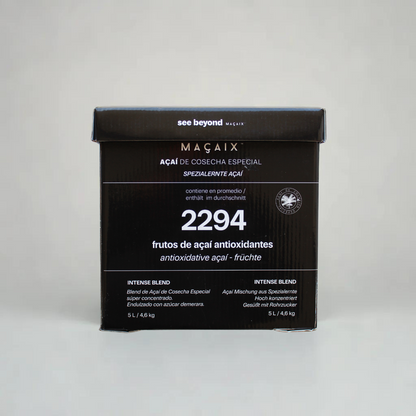 see beyond MAÇAIX
MAÇAIX
AÇAÍ DE COSECHA ESPECIAL
SPEZIALERNTE AÇAÍ
contiene en promedio /
enthält im durchschnitt
2294
frutos de açaí antioxidantes
antioxidative açaí - früchte
INTENSE BLEND
Blend de Açaí de Cosecha Especial
súper concentrado.
Endulzado con azúcar demerara.
5 L / 4,6 kg
INTENSE BLEND
Açaí Mischung aus Spezialernte
Hoch konzentriert
Gesüßt mit Rohrzucker
5 L / 4,6 kg